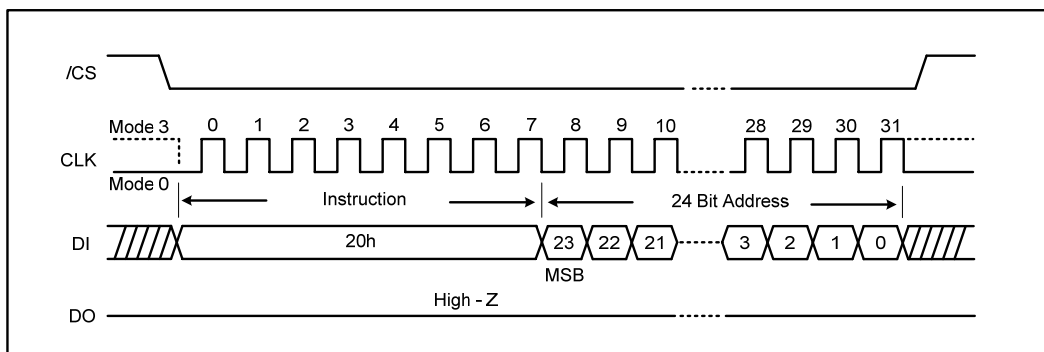 /CS
Mode 3
0 1 2 3 4 5 6 7 8 9 10 28 29 30 31
CLK
Mode 0
Instruction 24 Bit Address
DI
20h 23 22 21 3 2 1 0
MSB
High - Z
DO